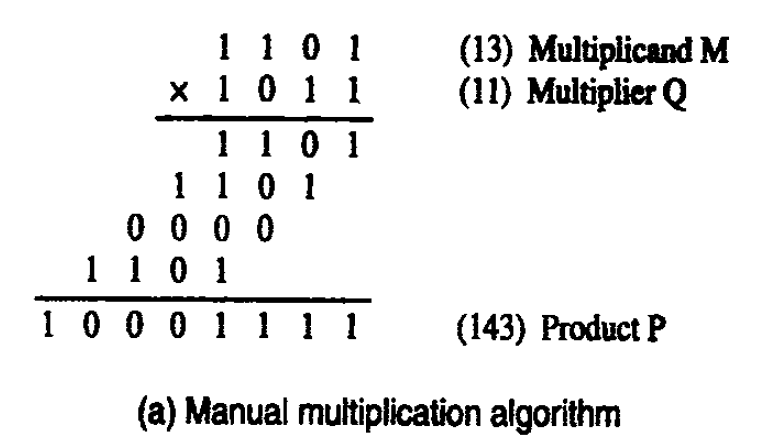 1 1 0 1 (13) Multiplicand M
× 1 0 1 1 (11) Multiplier Q
1 1 0 1
1 1 0 1
0 0 0 0
1 1 0 1
1 0 0 0 1 1 1 1 (143) Product P
(a) Manual multiplication algorithm